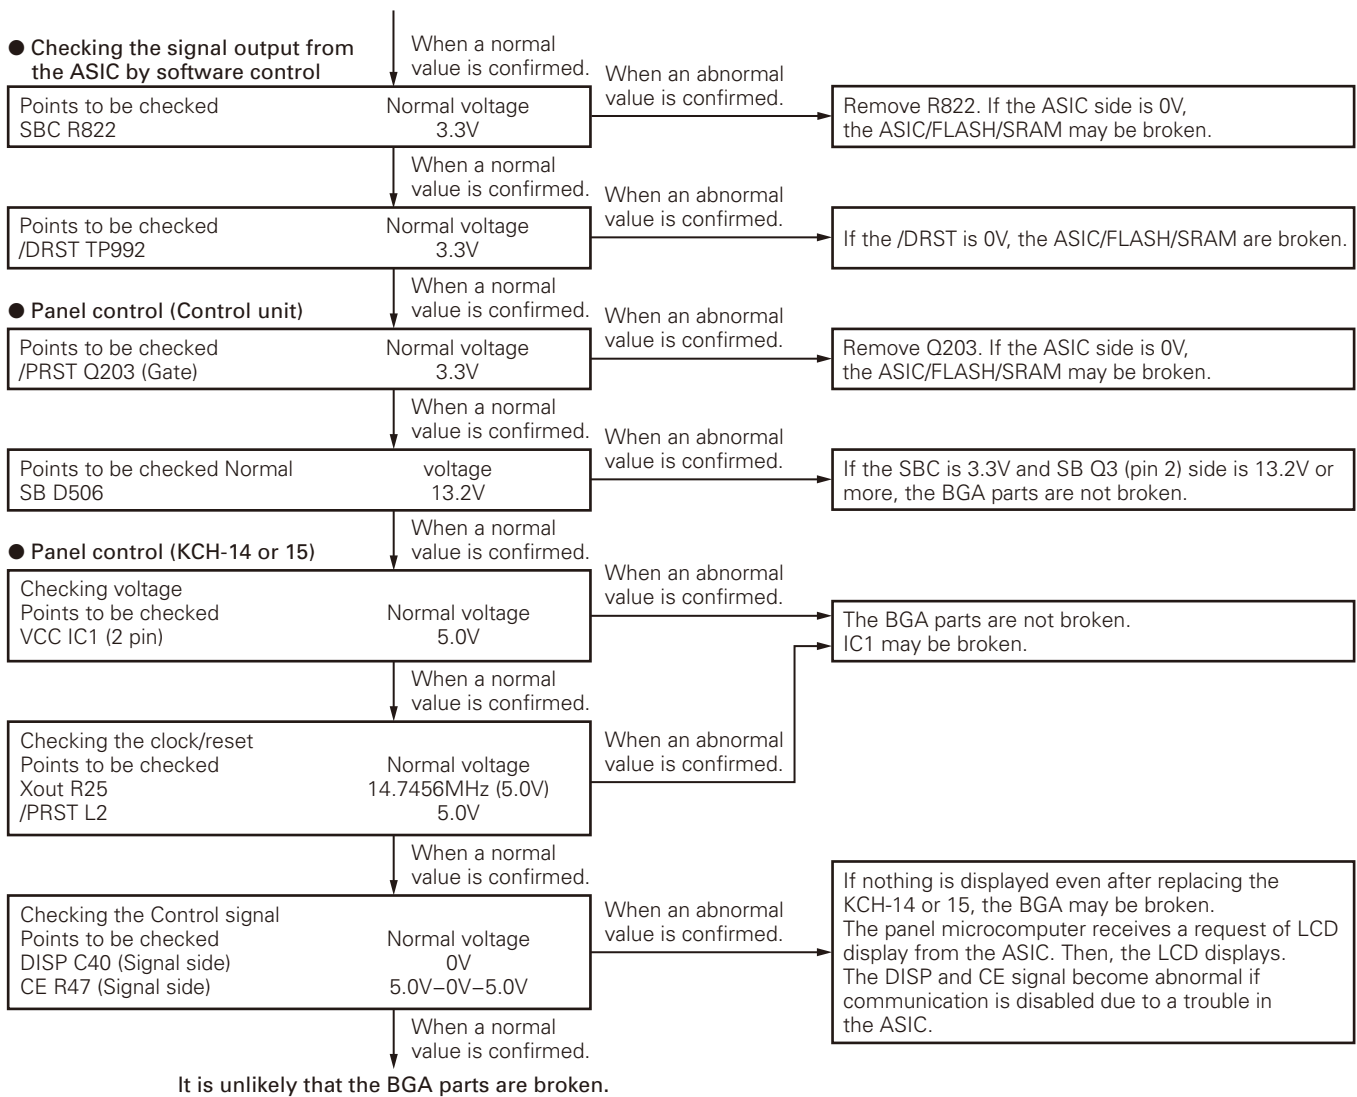 When a normal
value is confirmed.
● Checking the signal output from
the ASIC by software control
When an abnormal
value is confirmed.
Points to be checked Normal voltage
SBC R822 3.3V
Remove R822. If the ASIC side is 0V,
the ASIC/FLASH/SRAM may be broken.
When a normal
value is confirmed.
When an abnormal
value is confirmed.
Points to be checked Normal voltage
/DRST TP992 3.3V
If the /DRST is 0V, the ASIC/FLASH/SRAM are broken.
When a normal
value is confirmed.
● Panel control (Control unit)
When an abnormal
value is confirmed.
Points to be checked Normal voltage
/PRST Q203 (Gate) 3.3V
Remove Q203. If the ASIC side is 0V,
the ASIC/FLASH/SRAM may be broken.
When a normal
value is confirmed.
When an abnormal
value is confirmed.
Points to be checked Normal voltage
SB D506 13.2V
If the SBC is 3.3V and SB Q3 (pin 2) side is 13.2V or
more, the BGA parts are not broken.
When a normal
value is confirmed.
● Panel control (KCH-14 or 15)
When an abnormal
value is confirmed.
Checking voltage
Points to be checked Normal voltage
VCC IC1 (2 pin) 5.0V
The BGA parts are not broken.
IC1 may be broken.
When a normal
value is confirmed.
When an abnormal
value is confirmed.
Checking the clock/reset
Points to be checked Normal voltage
Xout R25 14.7456MHz (5.0V)
/PRST L2 5.0V
When a normal
value is confirmed.
When an abnormal
value is confirmed.
Checking the Control signal
Points to be checked Normal voltage
DISP C40 (Signal side) 0V
CE R47 (Signal side) 5.0V–0V–5.0V
If nothing is displayed even after replacing the
KCH-14 or 15, the BGA may be broken.
The panel microcomputer receives a request of LCD
display from the ASIC. Then, the LCD displays.
The DISP and CE signal become abnormal if
communication is disabled due to a trouble in
the ASIC.
When a normal
value is confirmed.
It is unlikely that the BGA parts are broken.